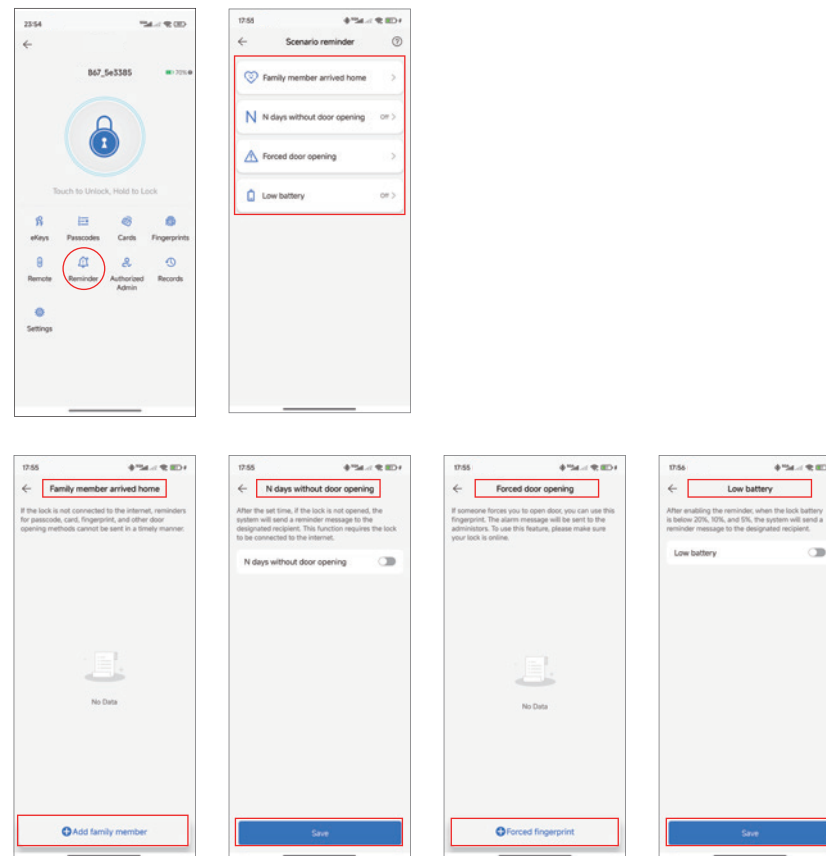 23:54
B67_5e3385
70%
Touch to Unlock, Hold to Lock
eKeys Passcodes Cards Fingerprints
Remote Reminder Authorized Admin Records
Settings
17:55
Scenario reminder
Family member arrived home
N N days without door opening Off
Forced door opening
Low battery Off
17:55
Family member arrived home
If the lock is not connected to the internet, reminders
for passcode, card, fingerprint, and other door
opening methods cannot be sent in a timely manner.
No Data
Add family member
17:55
N days without door opening
After the set time, if the lock is not opened, the
system will send a reminder message to the
designated recipient. This function requires the lock
to be connected to the internet.
N days without door opening
Save
17:55
Forced door opening
If someone forces you to open door, you can use this
fingerprint. The alarm message will be sent to the
administors. To use this feature, please make sure
your lock is online.
No Data
Forced fingerprint
17:56
Low battery
After enabling the reminder, when the lock battery
is below 20%, 10%, and 5%, the system will send a
reminder message to the designated recipient.
Low battery
Save